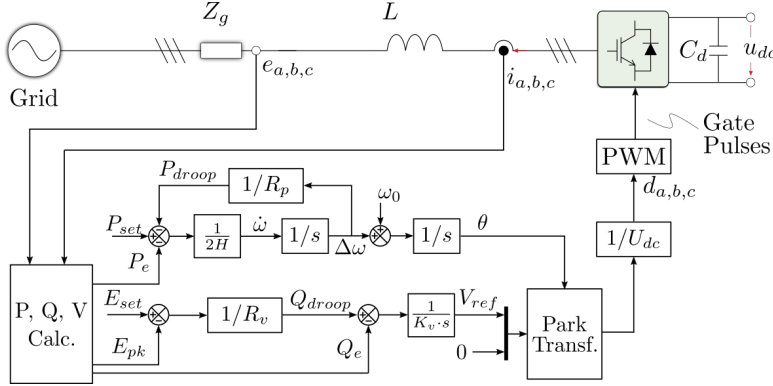 Z_g
L
C_d
u_dc
Grid
e_{a,b,c}
i_{a,b,c}
Gate
Pulses
PWM
d_{a,b,c}
P_{droop}
1/R_p
ω_0
P_{set}
1/2H
ω̇
1/s
Δω
1/s
θ
1/U_{dc}
P_e
P, Q, V
Calc.
E_{set}
1/R_v
Q_{droop}
1/K_v·s
V_{ref}
Park
Transf.
E_{pk}
Q_e
0